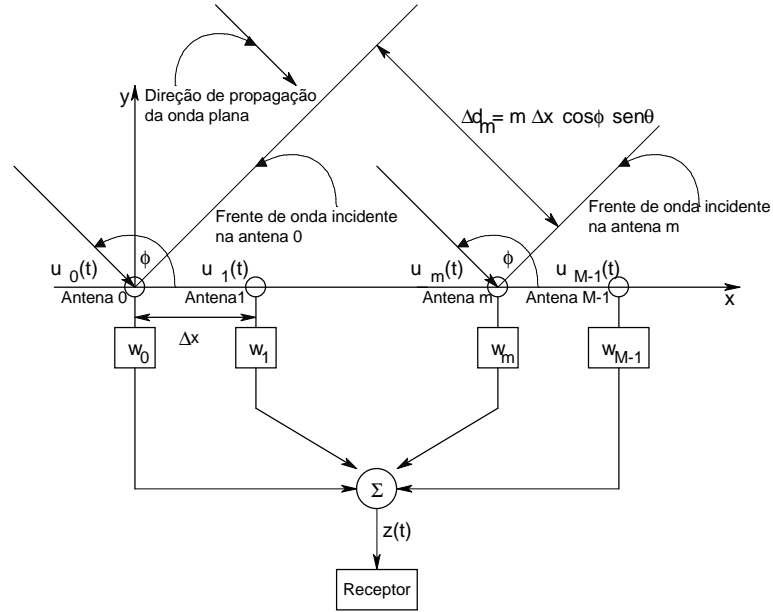 y
Direção de propagação
da onda plana
Δd_m = m Δx cosϕ senθ
Frente de onda incidente
na antena 0
Frente de onda incidente
na antena m
ϕ
ϕ
u_0(t)
u_1(t)
u_m(t)
u_M-1(t)
Antena 0
Antena1
Antena m
Antena M-1
x
Δx
w_0
w_1
w_m
w_M-1
Σ
z(t)
Receptor